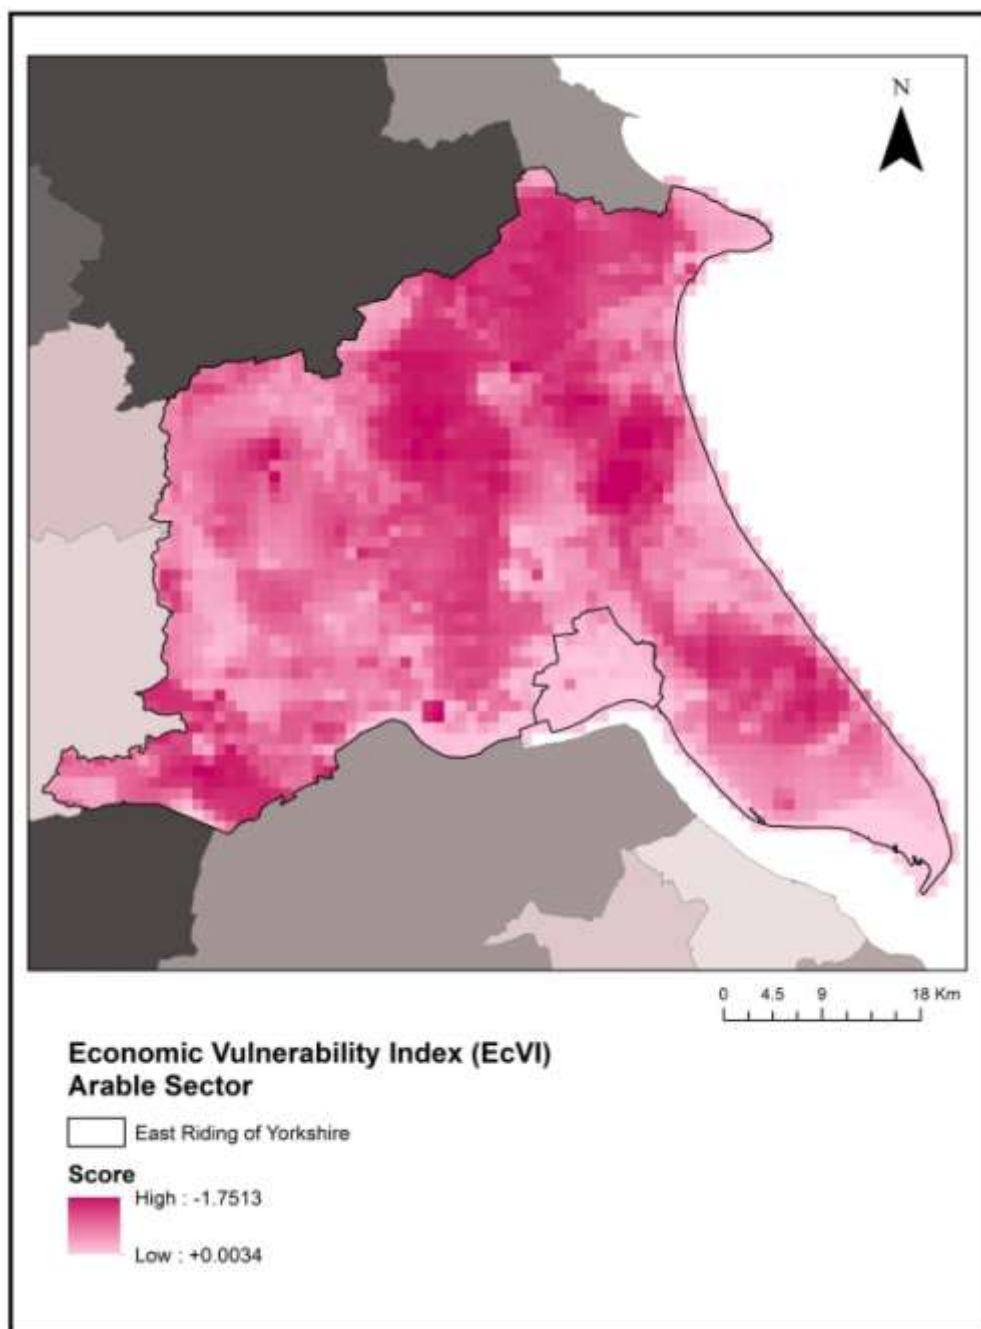 N
0 4.5 9 18 Km
Economic Vulnerability Index (EcVI)
Arable Sector
East Riding of Yorkshire
Score
High : -1.7513
Low : +0.0034